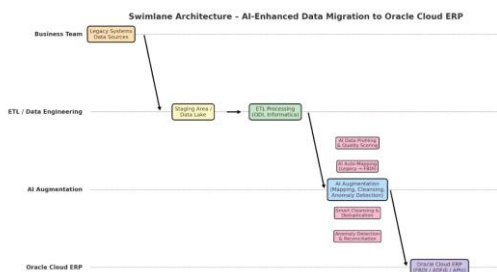 Swimlane Architecture – AI-Enhanced Data Migration to Oracle Cloud ERP
Business Team
Legacy Systems
Data Sources
ETL / Data Engineering
Staging Area /
Data Lake
ETL Processing
(ODI, Informatica)
AI Data Profiling
& Quality Scoring
AI Auto-Mapping
(Legacy → FBDI)
AI Augmentation
AI Augmentation
(Mapping, Cleansing,
Anomaly Detection)
Smart Cleansing &
Deduplication
Anomaly Detection
& Reconciliation
Oracle Cloud ERP
Oracle Cloud ERP
(FBDI / ADFdi / APIs)